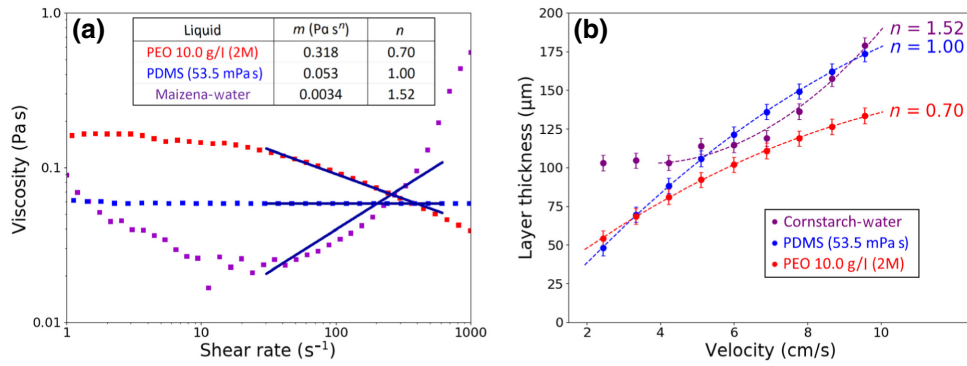 (a)
Liquid m (Pa sⁿ) n
PEO 10.0 g/l (2M) 0.318 0.70
PDMS (53.5 mPa s) 0.053 1.00
Maizena-water 0.0034 1.52
Viscosity (Pa s)
1.0
0.1
0.01
1 10 100 1000
Shear rate (s⁻¹)
(b)
n = 1.52
n = 1.00
n = 0.70
Layer thickness (μm)
200
175
150
125
100
75
50
25
0
Cornstarch-water
PDMS (53.5 mPa s)
PEO 10.0 g/l (2M)
2 4 6 8 10
Velocity (cm/s)